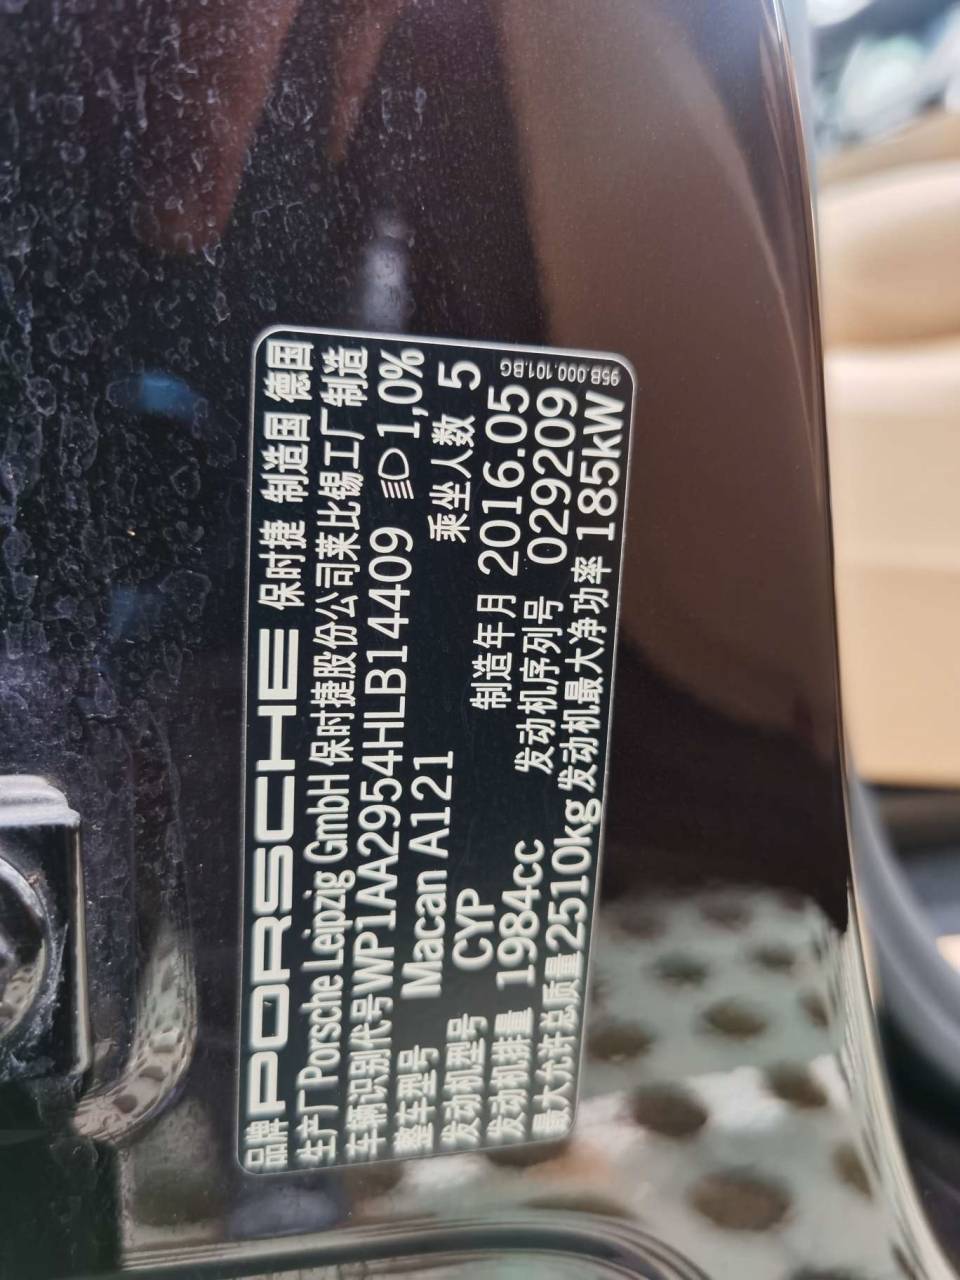 品牌 PORSCHE 保时捷 制造国 德国
生产厂 Porsche Leipzig GmbH 保时捷股份公司莱比锡工厂制造
车辆识别代号 WP1AA2954HLB14409 1,0%
整车型号 Macan A121 乘坐人数 5
发动机型号 CYP 制造年月 2016.05
发动机排量 1984cc 发动机序列号 029209
最大允许总质量 2510kg 发动机最大净功率 185kW
95B.000.101.BG